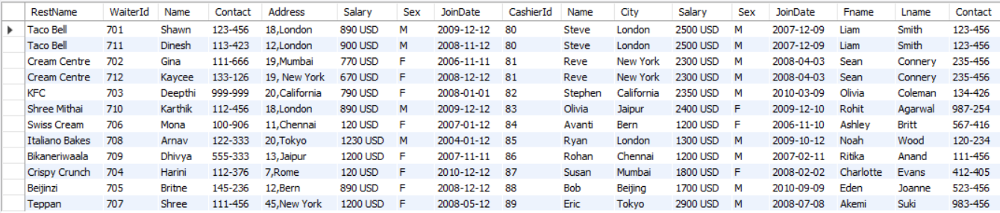 RestName WaiterId Name Contact Address Salary Sex JoinDate CashierId Name City Salary Sex JoinDate Fname Lname Contact
Taco Bell 701 Shawn 123-456 18,London 890 USD M 2009-12-12 80 Steve London 2500 USD M 2007-12-09 Liam Smith 123-456
Taco Bell 711 Dinesh 113-423 12,London 900 USD M 2008-11-12 80 Steve London 2500 USD M 2007-12-09 Liam Smith 123-456
Cream Centre 702 Gina 111-666 19,Mumbai 770 USD F 2006-11-11 81 Reve New York 2300 USD M 2008-04-03 Sean Connery 235-456
Cream Centre 712 Kaycee 133-126 19, New York 670 USD F 2008-12-12 81 Reve New York 2300 USD M 2008-04-03 Sean Connery 235-456
KFC 703 Deepthi 999-999 20,California 790 USD F 2008-01-01 82 Stephen California 2350 USD M 2010-03-09 Olivia Coleman 134-426
Shree Mithai 710 Karthik 112-456 18,London 890 USD M 2009-12-12 83 Olivia Jaipur 2400 USD F 2009-12-10 Rohit Agarwal 987-254
Swiss Cream 706 Mona 100-906 11,Chennai 120 USD F 2007-01-12 84 Avanti Bern 1200 USD F 2006-11-10 Ashley Britt 567-416
Italiano Bakes 708 Arnav 122-333 20,Tokyo 1230 USD M 2004-01-12 85 Ryan London 1300 USD M 2009-10-12 Noah Wood 120-234
Bikaneriwaala 709 Dhivya 555-333 13,Jaipur 1200 USD F 2007-11-11 86 Rohan Chennai 1200 USD M 2007-02-11 Ritika Anand 111-456
Crispy Crunch 704 Harini 112-376 7,Rome 120 USD F 2010-12-12 87 Susan Mumbai 1800 USD F 2008-02-02 Charlotte Evans 412-405
Beijinzi 705 Britne 145-236 12,Bern 890 USD F 2008-12-12 88 Bob Beijing 1700 USD M 2010-09-09 Eden Joanne 523-456
Teppan 707 Shree 111-456 45,New York 1200 USD F 2008-05-12 89 Eric Tokyo 2900 USD M 2008-07-08 Akemi Suki 983-456